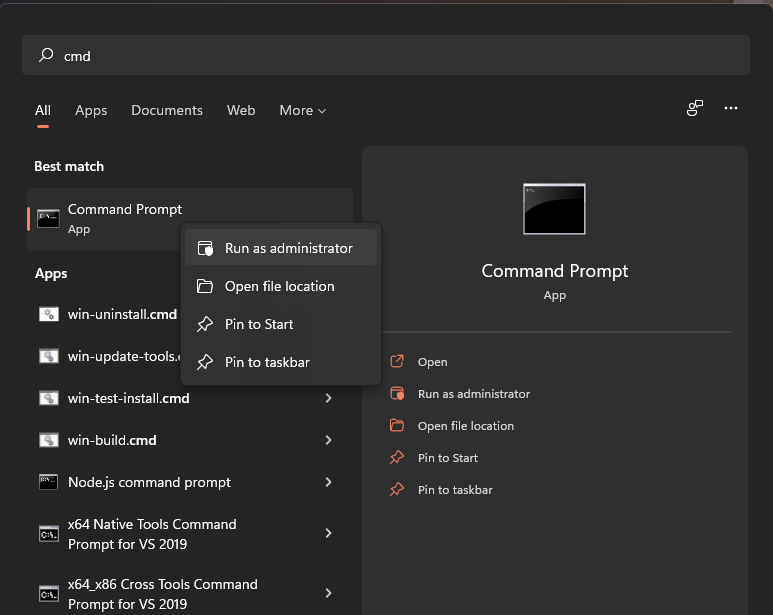 cmd
All Apps Documents Web More
Best match
Command Prompt
App
Run as administrator
Open file location
Pin to Start
Pin to taskbar
Apps
win-uninstall.cmd
win-update-tools.c
win-test-install.cmd
win-build.cmd
Node.js command prompt
x64 Native Tools Command
Prompt for VS 2019
x64_x86 Cross Tools Command
Prompt for VS 2019
Command Prompt
App
Open
Run as administrator
Open file location
Pin to Start
Pin to taskbar